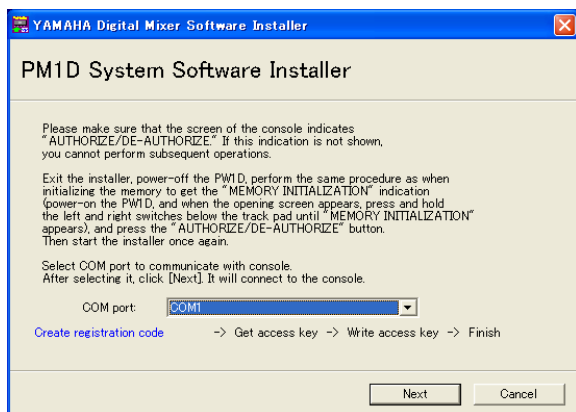 YAMAHA Digital Mixer Software Installer
PM1D System Software Installer
Please make sure that the screen of the console indicates
"AUTHORIZE/DE-AUTHORIZE." If this indication is not shown,
you cannot perform subsequent operations.
Exit the installer, power-off the PW1D, perform the same procedure as when
initializing the memory to get the "MEMORY INITIALIZATION" indication
(power-on the PW1D, and when the opening screen appears, press and hold
the left and right switches below the track pad until "MEMORY INITIALIZATION"
appears), and press the "AUTHORIZE/DE-AUTHORIZE" button.
Then start the installer once again.
Select COM port to communicate with console.
After selecting it, click [Next]. It will connect to the console.
COM port: COM1
Create registration code -> Get access key -> Write access key -> Finish
Next Cancel